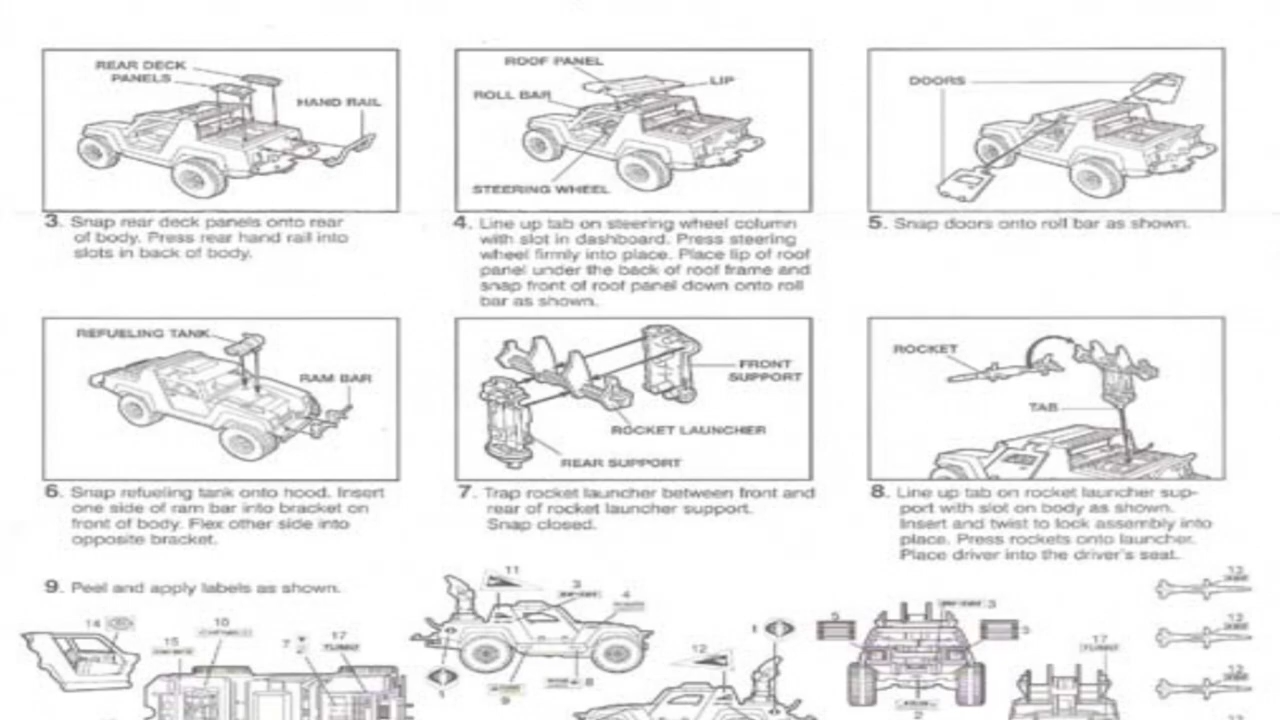 REAR DECK
PANELS
HAND RAIL
3. Snap rear deck panels onto rear
of body. Press rear hand rail into
slots in back of body.
ROOF PANEL
LIP
ROLL BAR
STEERING WHEEL
4. Line up tab on steering wheel column
with slot in dashboard. Press steering
wheel firmly into place. Place lip of roof
panel under the back of roof frame and
snap front of roof panel down onto roll
bar as shown.
DOORS
5. Snap doors onto roll bar as shown.
REFUELING TANK
RAM BAR
6. Snap refueling tank onto hood. Insert
one side of ram bar into bracket on
front of body. Flex other side into
opposite bracket.
FRONT
SUPPORT
ROCKET LAUNCHER
REAR SUPPORT
7. Trap rocket launcher between front and
rear of rocket launcher support.
Snap closed.
ROCKET
TAB
8. Line up tab on rocket launcher sup-
port with slot on body as shown.
Insert and twist to lock assembly into
place. Press rockets onto launcher.
Place driver into the driver's seat.
9. Peel and apply labels as shown.
14
15
10
7
17
TURBO
11
3
4
1
9
8
12
1
5
3
5
2
17
TURBO
13
13
13